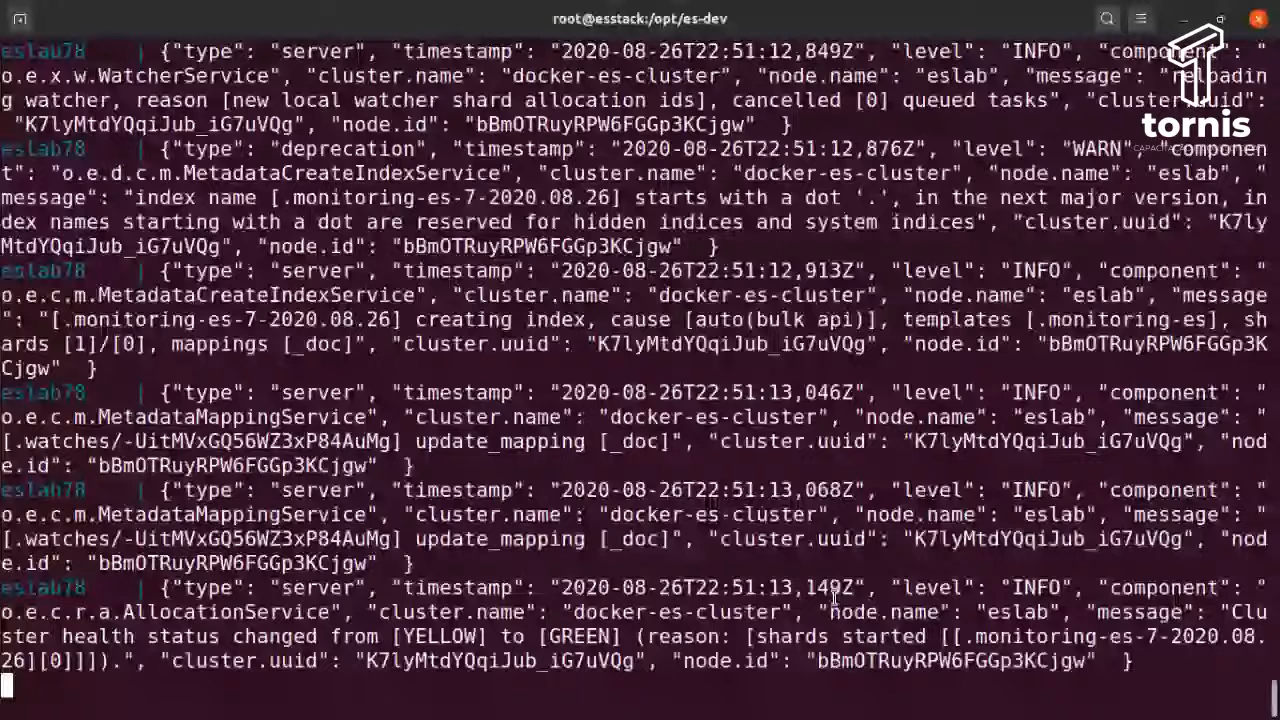 root@esstack:/opt/es-dev
eslab78 | {"type": "server", "timestamp": "2020-08-26T22:51:12,849Z", "level": "INFO", "component": "
o.e.x.w.WatcherService", "cluster.name": "docker-es-cluster", "node.name": "eslab", "message": "reloadin
g watcher, reason [new local watcher shard allocation ids], cancelled [0] queued tasks", "cluster.uuid":
"K7lyMtdYQqiJub_iG7uVQg", "node.id": "bBmOTRuyRPW6FGGp3KCjgw" }
eslab78 | {"type": "deprecation", "timestamp": "2020-08-26T22:51:12,876Z", "level": "WARN", "componen
t": "o.e.d.c.m.MetadataCreateIndexService", "cluster.name": "docker-es-cluster", "node.name": "eslab", "
message": "index name [.monitoring-es-7-2020.08.26] starts with a dot '.', in the next major version, in
dex names starting with a dot are reserved for hidden indices and system indices", "cluster.uuid": "K7ly
MtdYQqiJub_iG7uVQg", "node.id": "bBmOTRuyRPW6FGGp3KCjgw" }
eslab78 | {"type": "server", "timestamp": "2020-08-26T22:51:12,913Z", "level": "INFO", "component": "
o.e.c.m.MetadataCreateIndexService", "cluster.name": "docker-es-cluster", "node.name": "eslab", "message
": "[.monitoring-es-7-2020.08.26] creating index, cause [auto(bulk api)], templates [.monitoring-es], sh
ards [1]/[0], mappings [_doc]", "cluster.uuid": "K7lyMtdYQqiJub_iG7uVQg", "node.id": "bBmOTRuyRPW6FGGp3K
Cjgw" }
eslab78 | {"type": "server", "timestamp": "2020-08-26T22:51:13,046Z", "level": "INFO", "component": "
o.e.c.m.MetadataMappingService", "cluster.name": "docker-es-cluster", "node.name": "eslab", "message": "
[.watches/-UitMVxGQ56WZ3xP84AuMg] update_mapping [_doc]", "cluster.uuid": "K7lyMtdYQqiJub_iG7uVQg", "nod
e.id": "bBmOTRuyRPW6FGGp3KCjgw" }
eslab78 | {"type": "server", "timestamp": "2020-08-26T22:51:13,068Z", "level": "INFO", "component": "
o.e.c.m.MetadataMappingService", "cluster.name": "docker-es-cluster", "node.name": "eslab", "message": "
[.watches/-UitMVxGQ56WZ3xP84AuMg] update_mapping [_doc]", "cluster.uuid": "K7lyMtdYQqiJub_iG7uVQg", "nod
e.id": "bBmOTRuyRPW6FGGp3KCjgw" }
eslab78 | {"type": "server", "timestamp": "2020-08-26T22:51:13,149Z", "level": "INFO", "component": "
o.e.c.r.a.AllocationService", "cluster.name": "docker-es-cluster", "node.name": "eslab", "message": "Clu
ster health status changed from [YELLOW] to [GREEN] (reason: [shards started [[.monitoring-es-7-2020.08.
26][0]]]).", "cluster.uuid": "K7lyMtdYQqiJub_iG7uVQg", "node.id": "bBmOTRuyRPW6FGGp3KCjgw" }
tornis